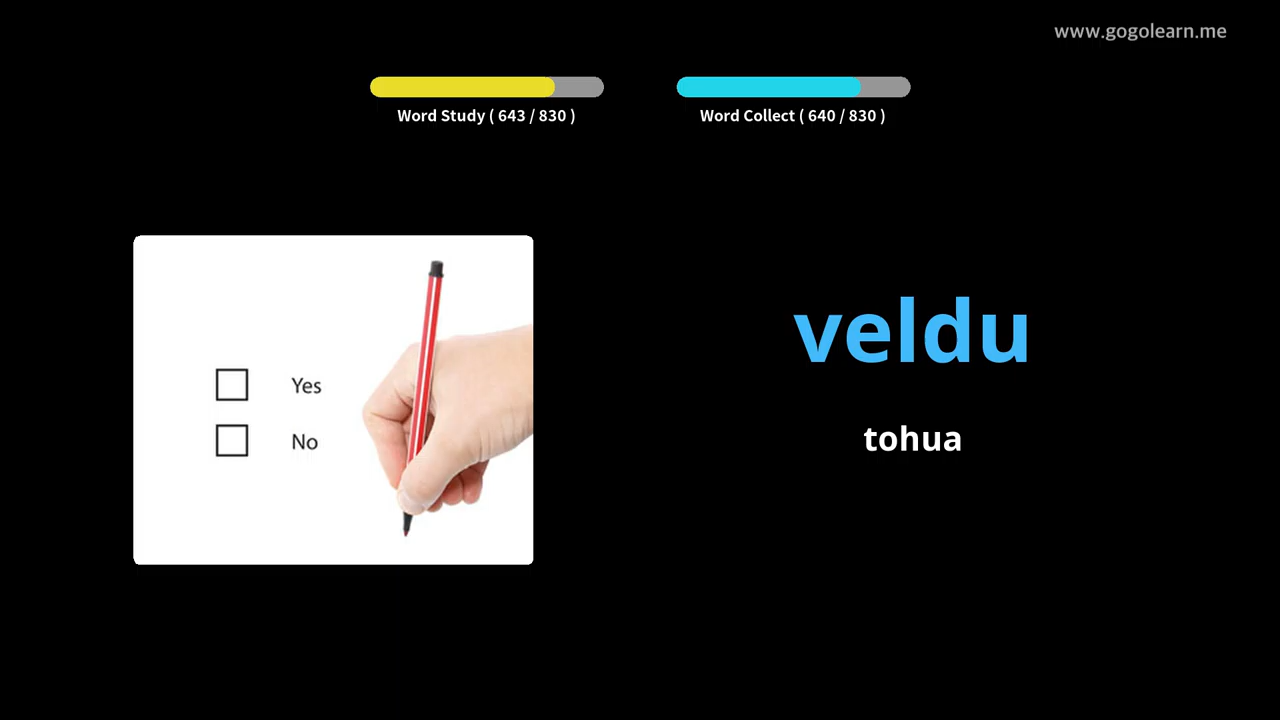 www.gogolearn.me
Word Study ( 643 / 830 )
Word Collect ( 640 / 830 )
veldu
tohua
Yes
No